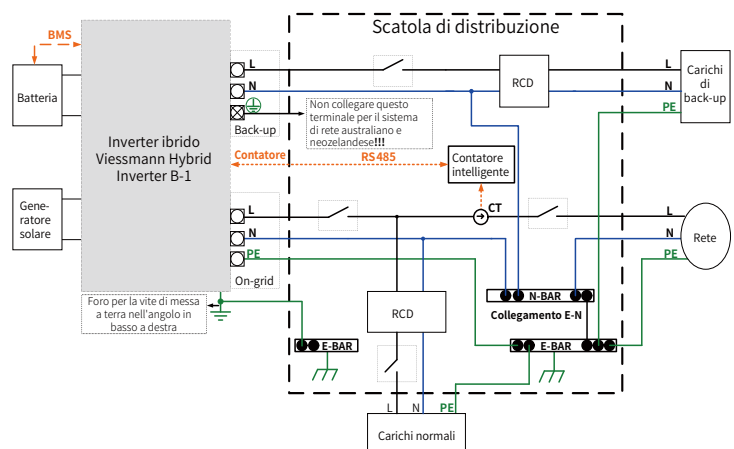 Scatola di distribuzione
BMS
Batteria
Inverter ibrido
Viessmann Hybrid
Inverter B-1
L
N
Back-up
RCD
L
N
PE
Carichi
di
back-up
Non collegare questo
terminale per il sistema
di rete australiano e
neozelandese!!!
Contatore
RS485
Contatore
intelligente
Gene-
ratore
solare
L
N
PE
On-grid
CT
L
N
PE
Rete
Foro per la vite di messa
a terra nell'angolo in
basso a destra
N-BAR
Collegamento E-N
RCD
E-BAR
E-BAR
L
N
PE
Carichi normali